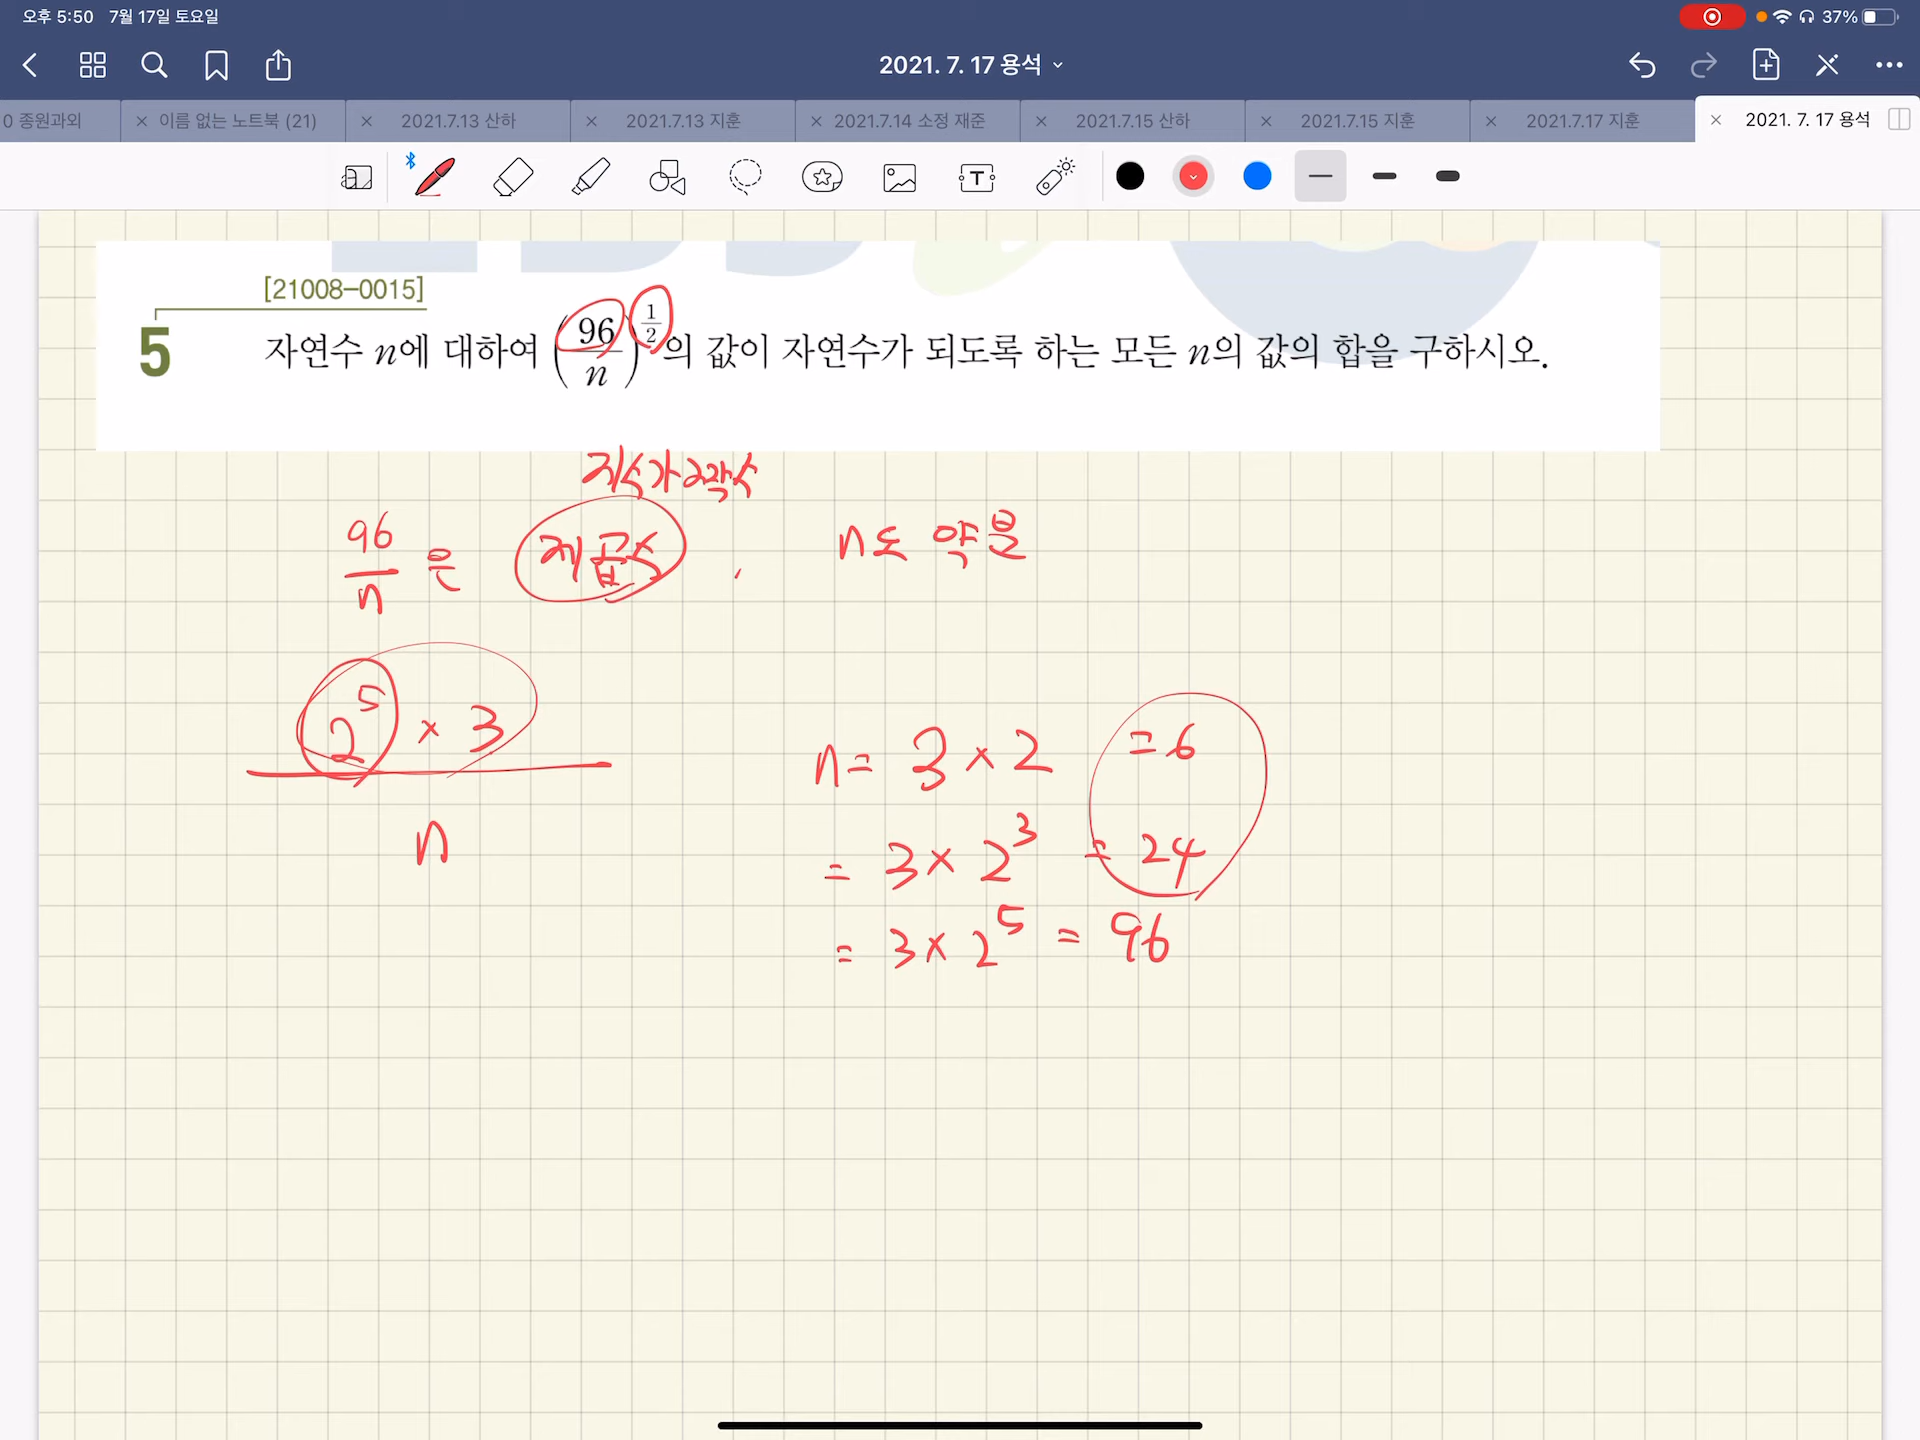 오후 5:50 7월 17일 토요일
37%
2021. 7. 17 용석
0 종원과외
이름 없는 노트북 (21)
2021.7.13 산하
2021.7.13 지훈
2021.7.14 소정 재준
2021.7.15 산하
2021.7.15 지훈
2021.7.17 지훈
2021. 7. 17 용석
[21008-0015]
5 자연수 n에 대하여 (96/n)^(1/2)의 값이 자연수가 되도록 하는 모든 n의 값의 합을 구하시오.
지수가 짝수
96/n 은 제곱수, n도 약분
2^5 × 3 / n
n = 3 × 2 = 6
= 3 × 2^3 = 24
= 3 × 2^5 = 96